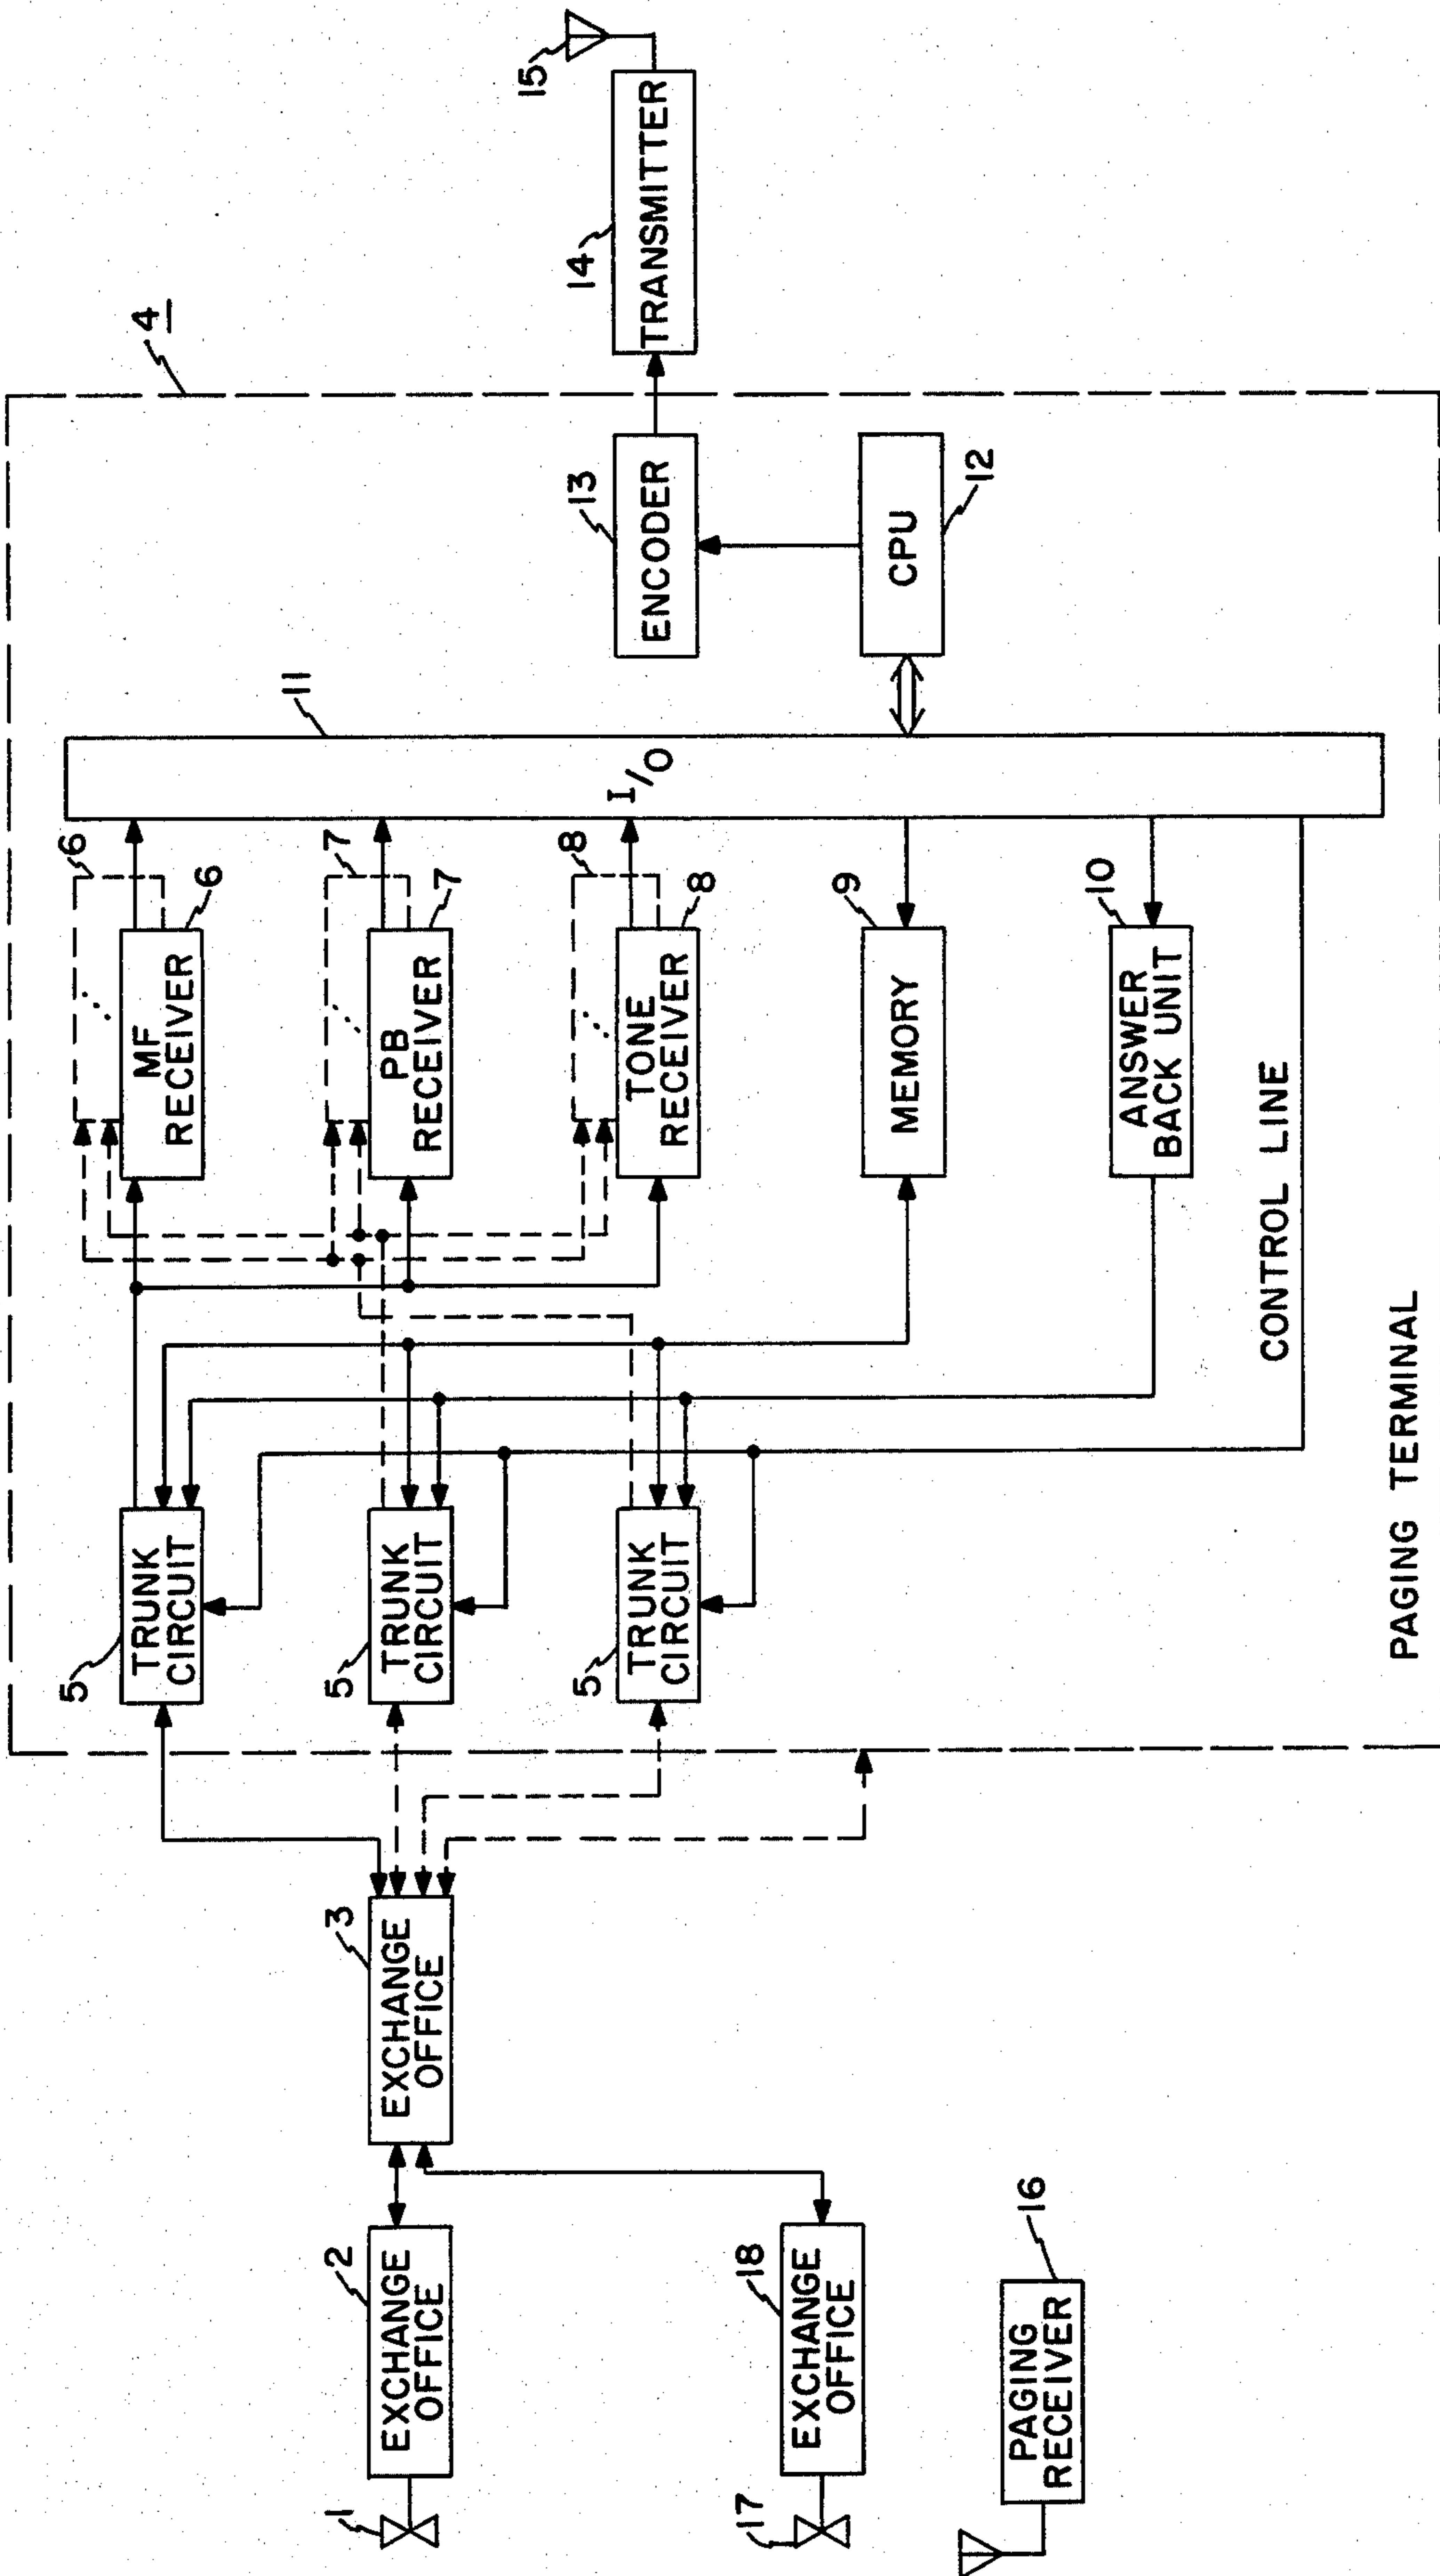 1
2
EXCHANGE
OFFICE
3
EXCHANGE
OFFICE
17
18
EXCHANGE
OFFICE
16
PAGING
RECEIVER
4
5
TRUNK
CIRCUIT
5
TRUNK
CIRCUIT
5
TRUNK
CIRCUIT
6
6
MF
RECEIVER
7
7
PB
RECEIVER
8
8
TONE
RECEIVER
9
MEMORY
10
ANSWER
BACK UNIT
CONTROL LINE
PAGING TERMINAL
11
I/O
13
ENCODER
CPU
12
14
TRANSMITTER
15